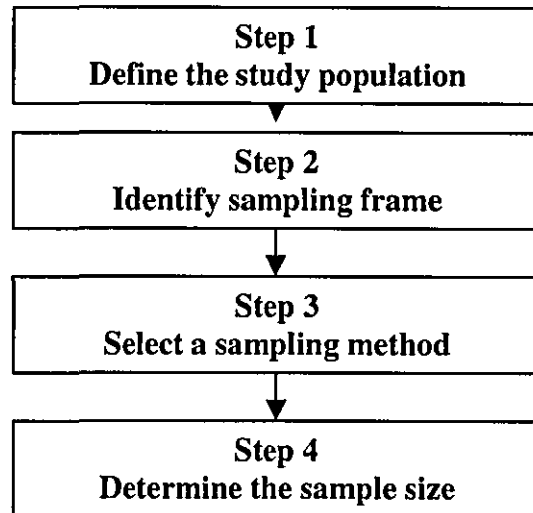 Step 1
Define the study population
Step 2
Identify sampling frame
Step 3
Select a sampling method
Step 4
Determine the sample size